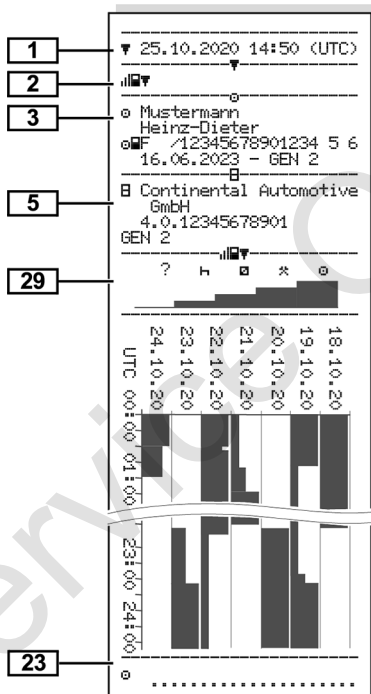 1
▼ 25.10.2020 14:50 (UTC)
2
3
Mustermann
Heinz-Dieter
F /12345678901234 5 6
16.06.2023 - GEN 2
5
Continental Automotive
GmbH
4.0.12345678901
GEN 2
29
?
18.10.20
19.10.20
20.10.20
21.10.20
22.10.20
23.10.20
24.10.20
UTC 00:00 01:00
23:00 24:00
23
service